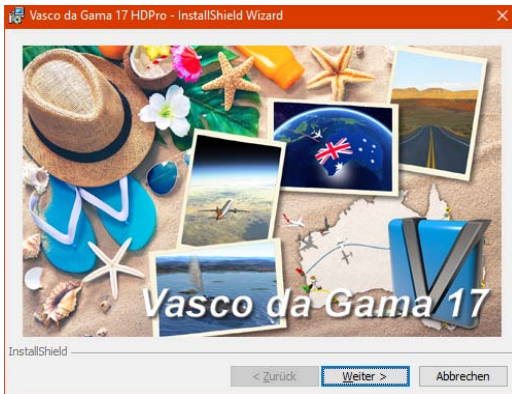 Vasco da Gama 17 HDPro - InstallShield Wizard
Vasco da Gama 17
InstallShield
< Zurück
Weiter >
Abbrechen